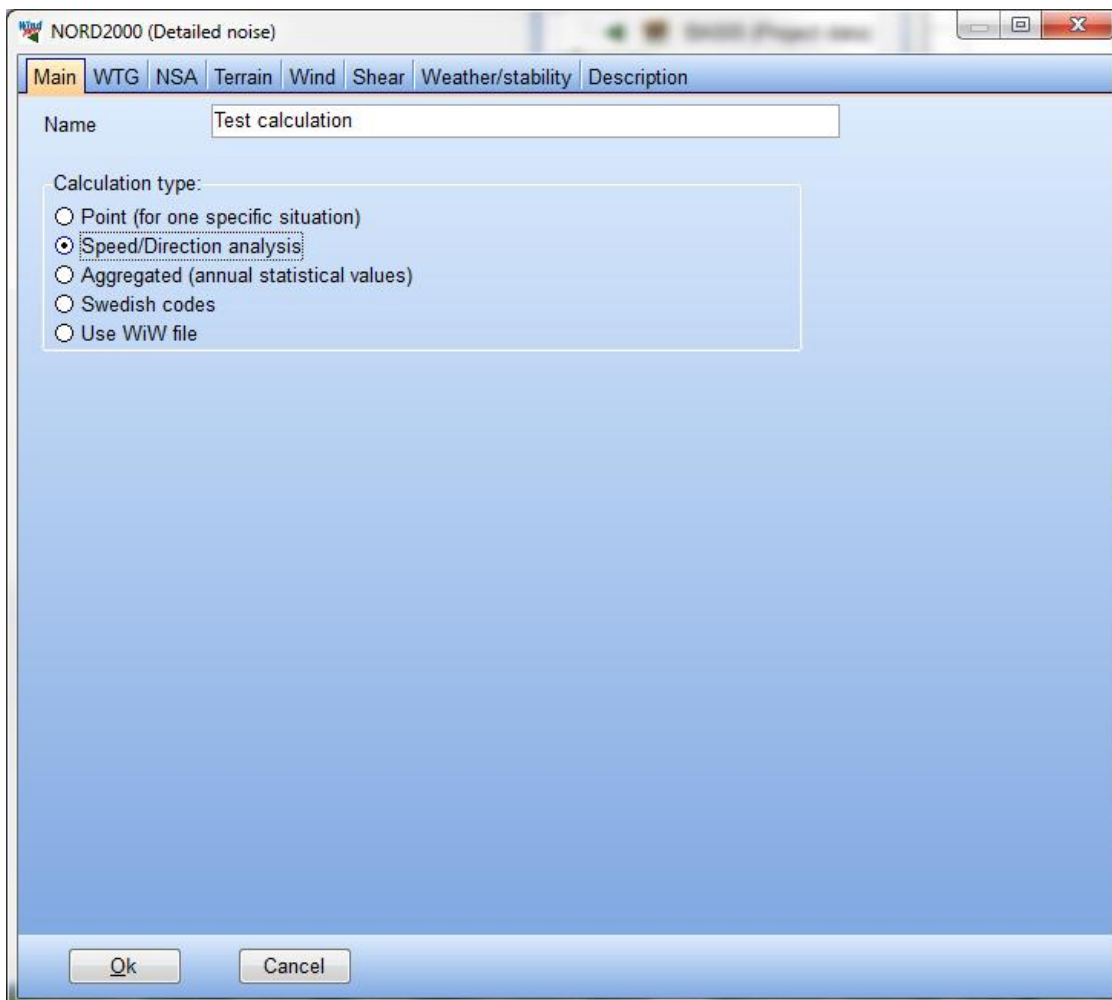 NORD2000 (Detailed noise)
Main WTG NSA Terrain Wind Shear Weather/stability Description
Name Test calculation
Calculation type:
Point (for one specific situation)
Speed/Direction analysis
Aggregated (annual statistical values)
Swedish codes
Use WiW file
Ok Cancel